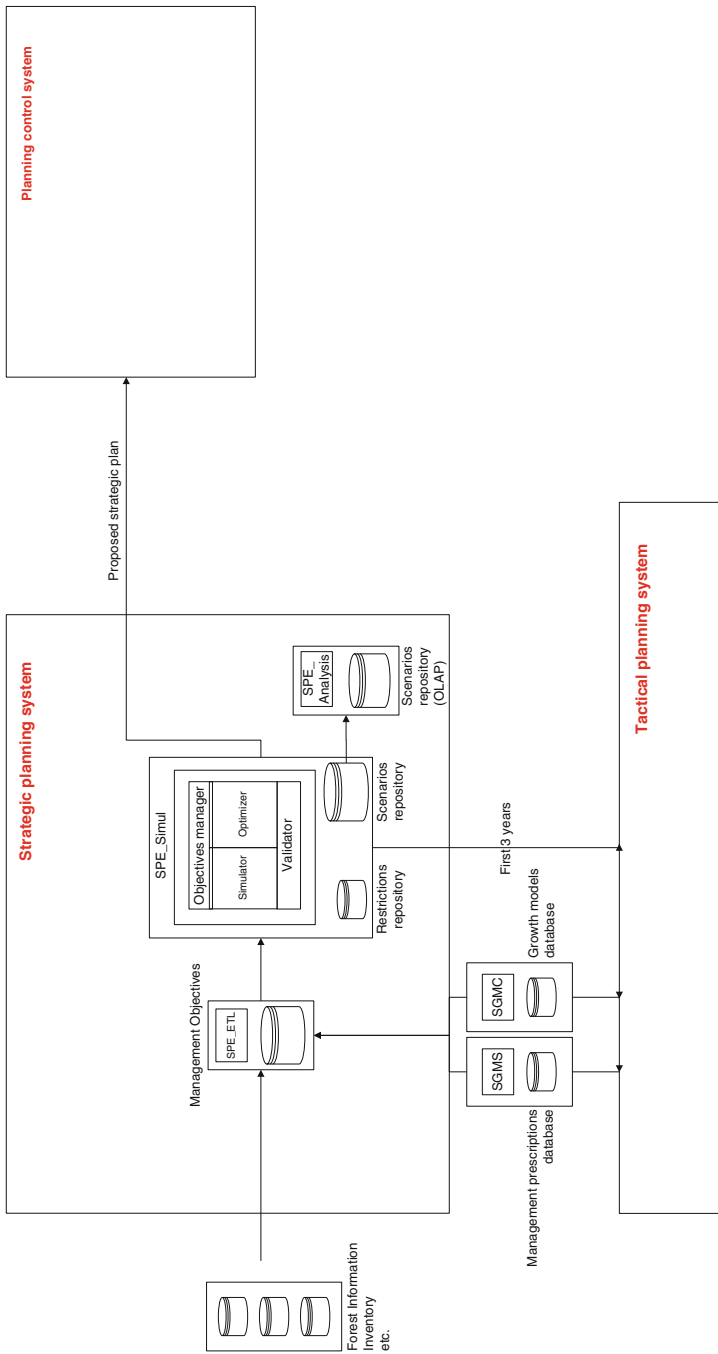 Strategic planning system
Planning control system
Proposed strategic plan
Forest Information
Inventory
etc.
Management Objectives
SPE_ETL
SPE_Simul
Objectives manager
Simulator
Optimizer
Validator
Restrictions
repository
Scenarios
repository
SPE_
Analysis
Scenarios
repository
(OLAP)
SGMS
Management prescriptions
database
SGMC
Growth models
database
First 3 years
Tactical planning system